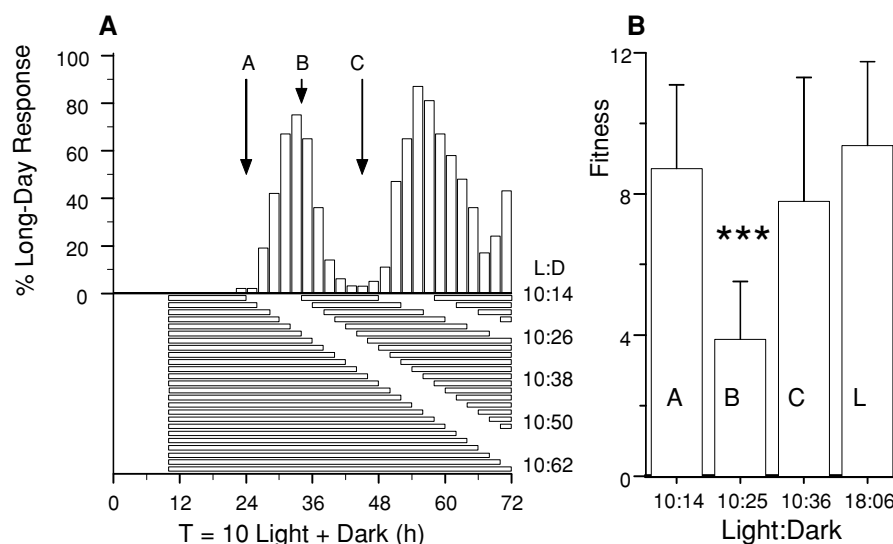 A
% Long-Day Response
100
80
60
40
20
0
A
B
C
L:D
10:14
10:26
10:38
10:50
10:62
0 12 24 36 48 60 72
T = 10 Light + Dark (h)
B
Fitness
12
8
4
0
***
A B C L
10:14 10:25 10:36 18:06
Light:Dark